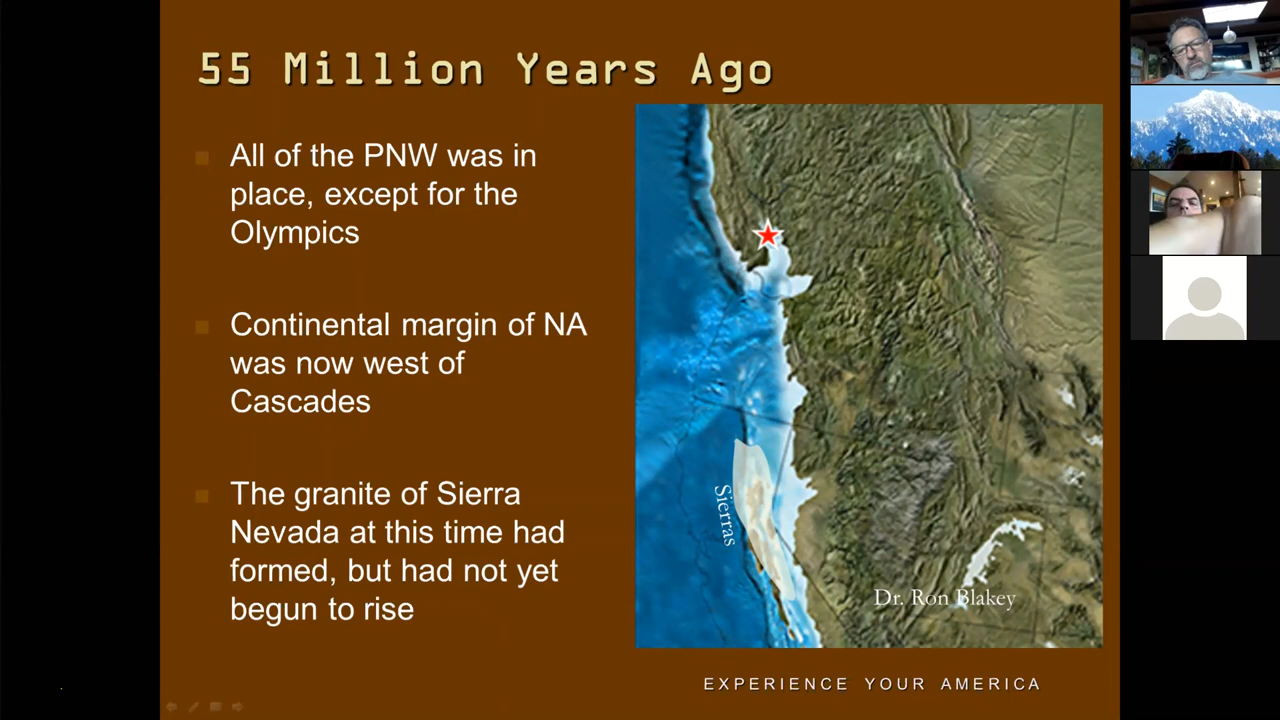 55 Million Years Ago
All of the PNW was in
place, except for the
Olympics
Continental margin of NA
was now west of
Cascades
The granite of Sierra
Nevada at this time had
formed, but had not yet
begun to rise
Sierras
Dr. Ron Blakey
EXPERIENCE YOUR AMERICA